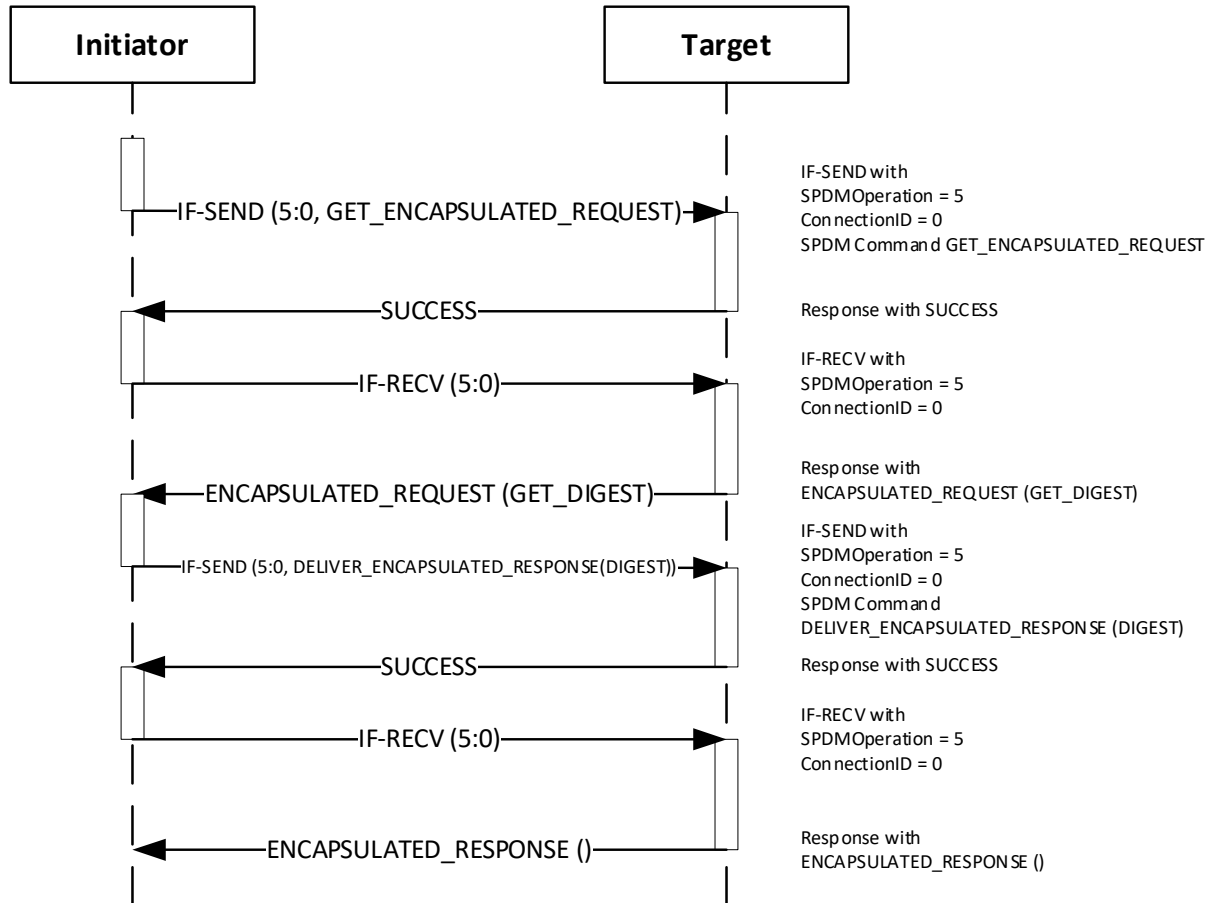 Initiator
Target
IF-SEND (5:0, GET_ENCAPSULATED_REQUEST)
IF-SEND with
SPDMOperation = 5
ConnectionID = 0
SPDM Command GET_ENCAPSULATED_REQUEST
SUCCESS
Response with SUCCESS
IF-RECV (5:0)
IF-RECV with
SPDMOperation = 5
ConnectionID = 0
ENCAPSULATED_REQUEST (GET_DIGEST)
Response with
ENCAPSULATED_REQUEST (GET_DIGEST)
IF-SEND (5:0, DELIVER_ENCAPSULATED_RESPONSE(DIGEST))
IF-SEND with
SPDMOperation = 5
ConnectionID = 0
SPDM Command
DELIVER_ENCAPSULATED_RESPONSE (DIGEST)
SUCCESS
Response with SUCCESS
IF-RECV (5:0)
IF-RECV with
SPDMOperation = 5
ConnectionID = 0
ENCAPSULATED_RESPONSE ()
Response with
ENCAPSULATED_RESPONSE ()